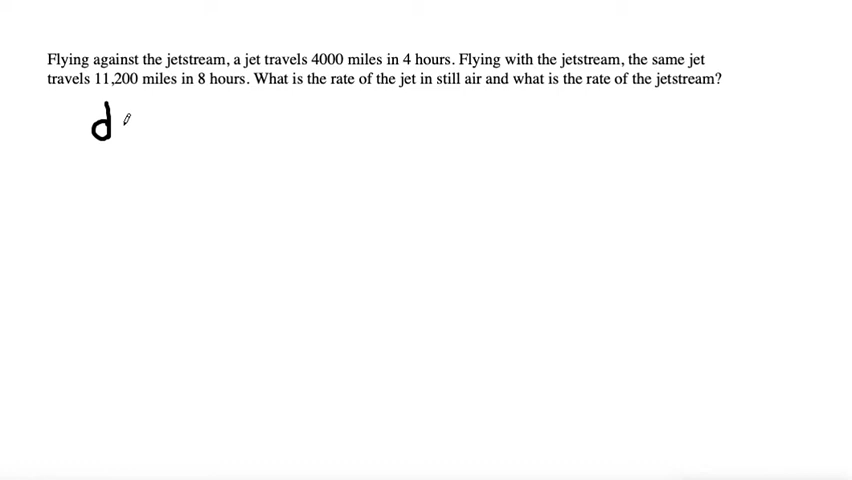 Flying against the jetstream, a jet travels 4000 miles in 4 hours. Flying with the jetstream, the same jet
travels 11,200 miles in 8 hours. What is the rate of the jet in still air and what is the rate of the jetstream?
d